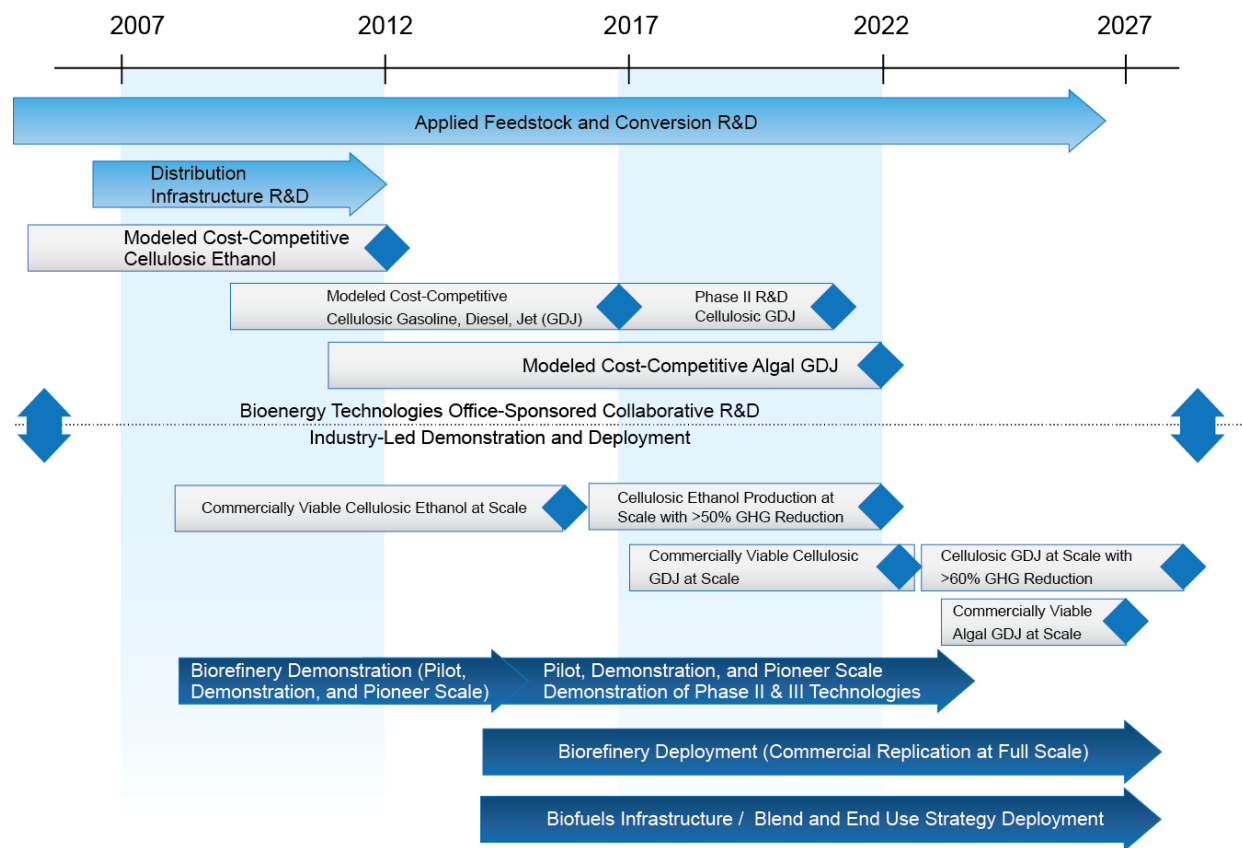 2007 2012 2017 2022 2027
Applied Feedstock and Conversion R&D
Distribution
Infrastructure R&D
Modeled Cost-Competitive
Cellulosic Ethanol
Modeled Cost-Competitive
Cellulosic Gasoline, Diesel, Jet (GDJ)
Phase II R&D
Cellulosic GDJ
Modeled Cost-Competitive Algal GDJ
Bioenergy Technologies Office-Sponsored Collaborative R&D
Industry-Led Demonstration and Deployment
Commercially Viable Cellulosic Ethanol at Scale
Cellulosic Ethanol Production at
Scale with >50% GHG Reduction
Commercially Viable Cellulosic
GDJ at Scale
Cellulosic GDJ at Scale with
>60% GHG Reduction
Commercially Viable
Algal GDJ at Scale
Biorefinery Demonstration (Pilot,
Demonstration, and Pioneer Scale)
Pilot, Demonstration, and Pioneer Scale
Demonstration of Phase II & III Technologies
Biorefinery Deployment (Commercial Replication at Full Scale)
Biofuels Infrastructure / Blend and End Use Strategy Deployment